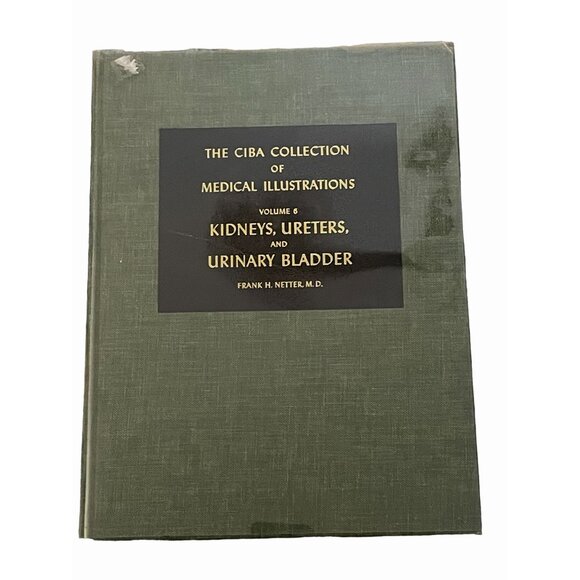 THE CIBA COLLECTION
OF
MEDICAL ILLUSTRATIONS
VOLUME 6
KIDNEYS, URETERS,
AND
URINARY BLADDER
FRANK H. NETTER, M.D.